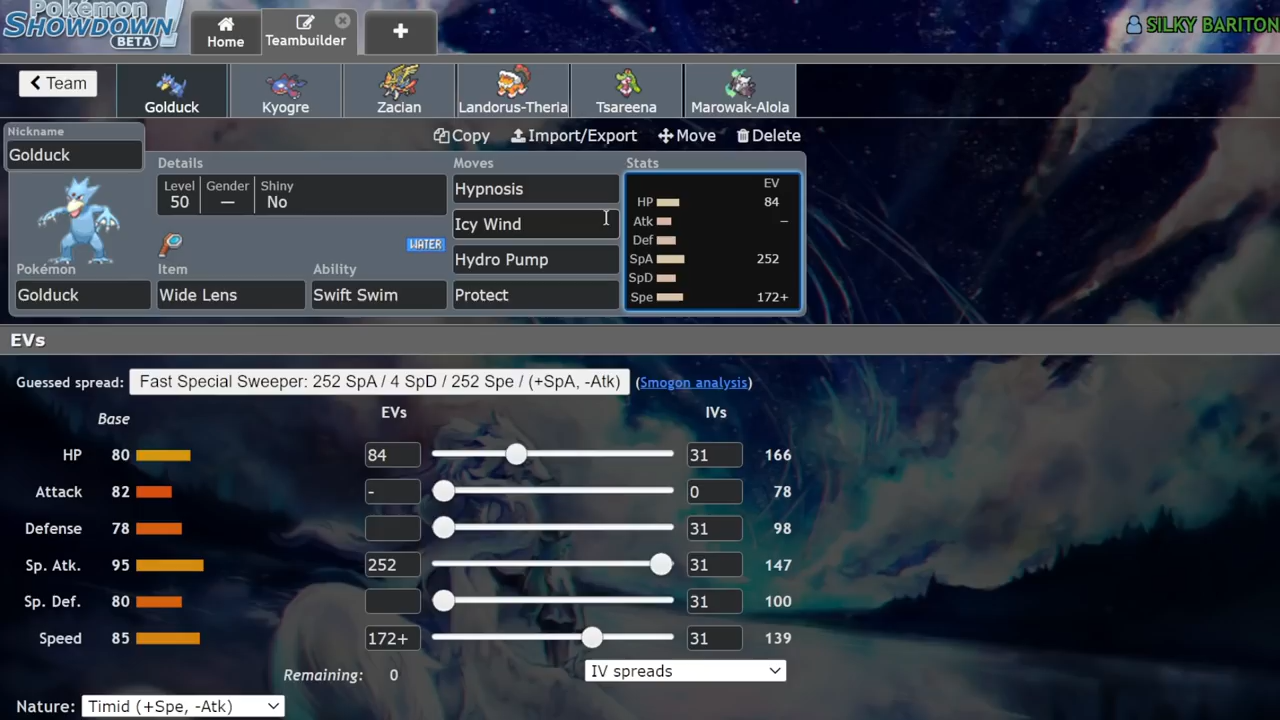 Pokémon
SHOWDOWN!
BETA
Home
Teambuilder
SILKY BARITON
Team
Golduck
Kyogre
Zacian
Landorus-Theria
Tsareena
Marowak-Alola
Copy
Import/Export
Move
Delete
Nickname
Golduck
Details
Level
50
Gender
—
Shiny
No
WATER
Pokémon
Golduck
Item
Wide Lens
Ability
Swift Swim
Moves
Hypnosis
Icy Wind
Hydro Pump
Protect
Stats
EV
HP 84
Atk –
Def
SpA 252
SpD
Spe 172+
EVs
Guessed spread: Fast Special Sweeper: 252 SpA / 4 SpD / 252 Spe / (+SpA, -Atk) (Smogon analysis)
Base EVs IVs
HP 80 84 31 166
Attack 82 - 0 78
Defense 78 31 98
Sp. Atk. 95 252 31 147
Sp. Def. 80 31 100
Speed 85 172+ 31 139
Remaining: 0 IV spreads
Nature: Timid (+Spe, -Atk)